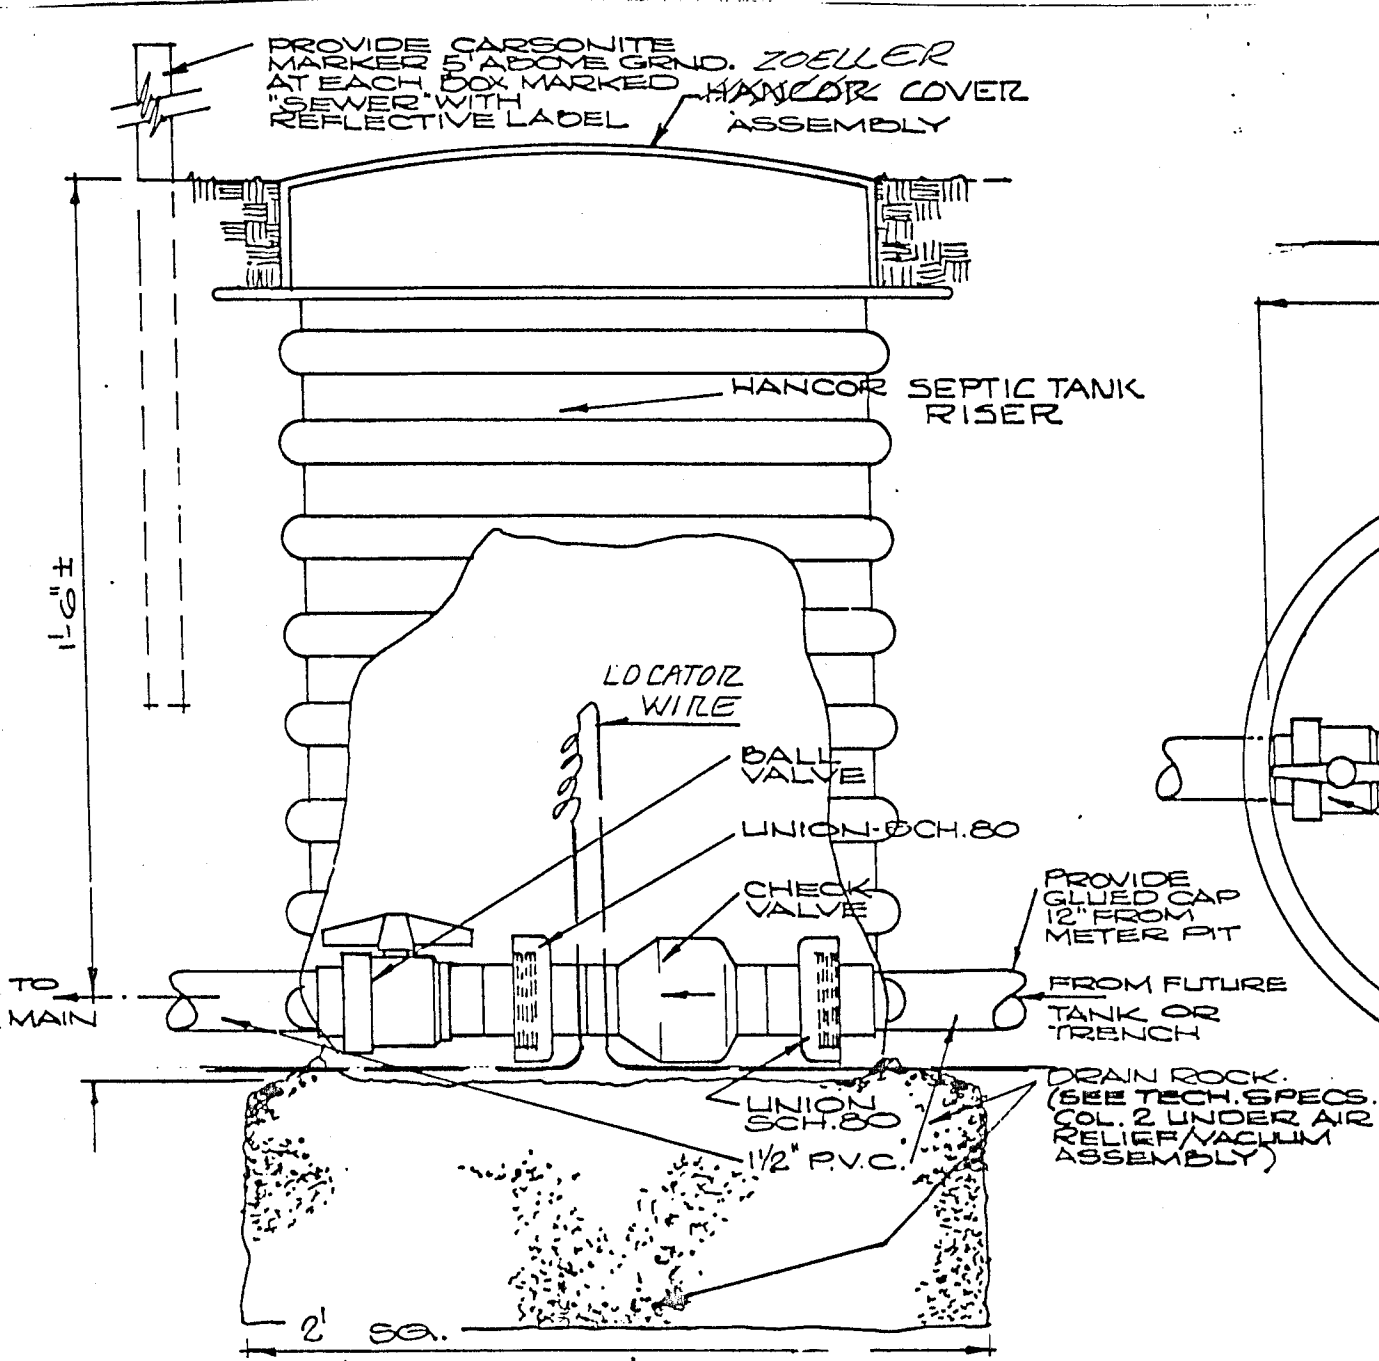 PROVIDE CARSONITE
MARKER 5' ABOVE GRND.
AT EACH BOX MARKED
"SEWER" WITH
REFLECTIVE LABEL
ZOELLER
HANCOR COVER
ASSEMBLY
HANCOR SEPTIC TANK
RISER
1'-6" ±
LOCATOR
WIRE
BALL
VALVE
UNION-SCH. 80
CHECK
VALVE
PROVIDE
GLUED CAP
12" FROM
METER PIT
TO
MAIN
FROM FUTURE
TANK OR
TRENCH
UNION
SCH. 80
1½" P.V.C.
DRAIN ROCK.
(SEE TECH. SPECS.
COL. 2 UNDER AIR
RELIEF/VACUUM
ASSEMBLY)
2' SQ.